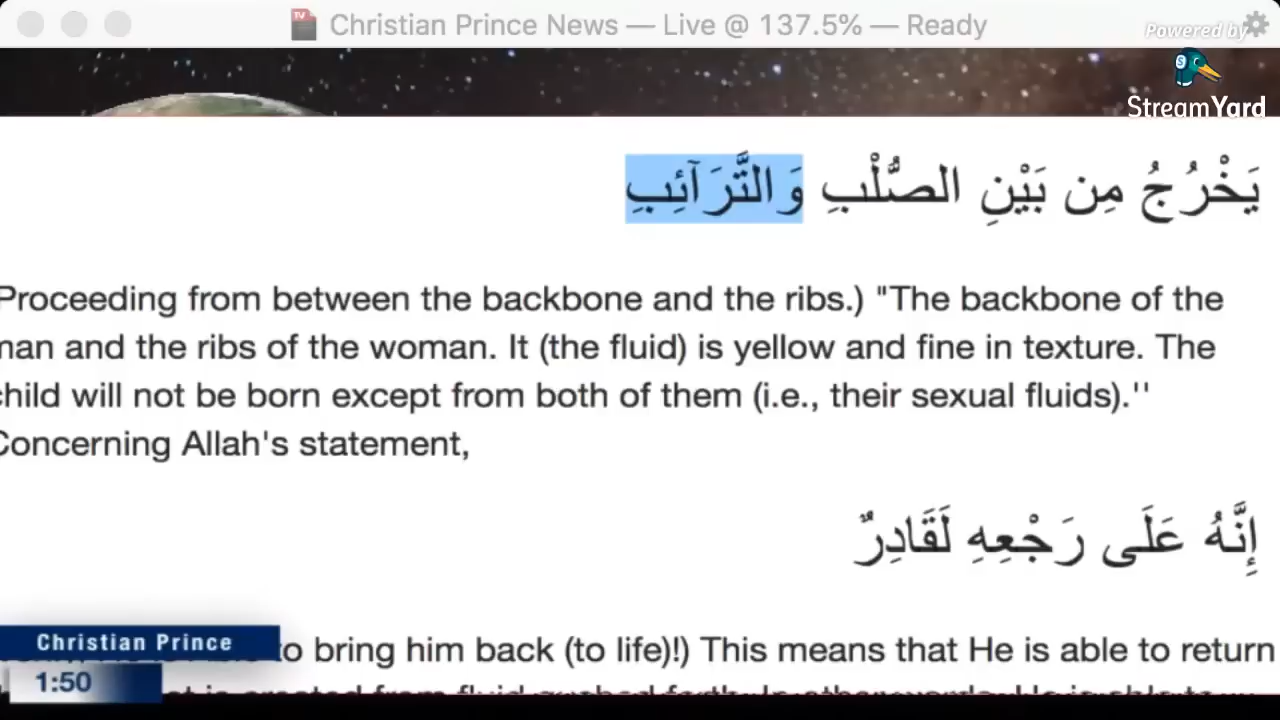 Christian Prince News — Live @ 137.5% — Ready
Powered by
StreamYard
يَخْرُجُ مِن بَيْنِ الصُّلْبِ وَالتَّرَآئِبِ
Proceeding from between the backbone and the ribs.) "The backbone of the
man and the ribs of the woman. It (the fluid) is yellow and fine in texture. The
child will not be born except from both of them (i.e., their sexual fluids).''
Concerning Allah's statement,
إِنَّهُ عَلَى رَجْعِهِ لَقَادِرٌ
to bring him back (to life)!) This means that He is able to return
Christian Prince
1:50